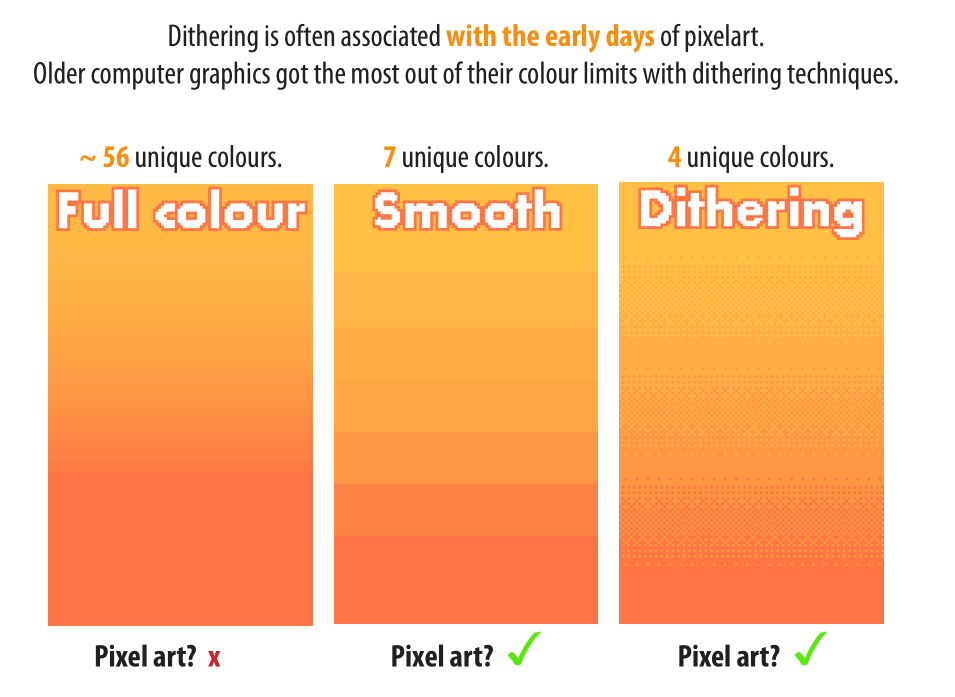 Dithering is often associated with the early days of pixelart.
Older computer graphics got the most out of their colour limits with dithering techniques.
~ 56 unique colours.
7 unique colours.
4 unique colours.
Full colour
Smooth
Dithering
Pixel art? x
Pixel art? ✓
Pixel art? ✓